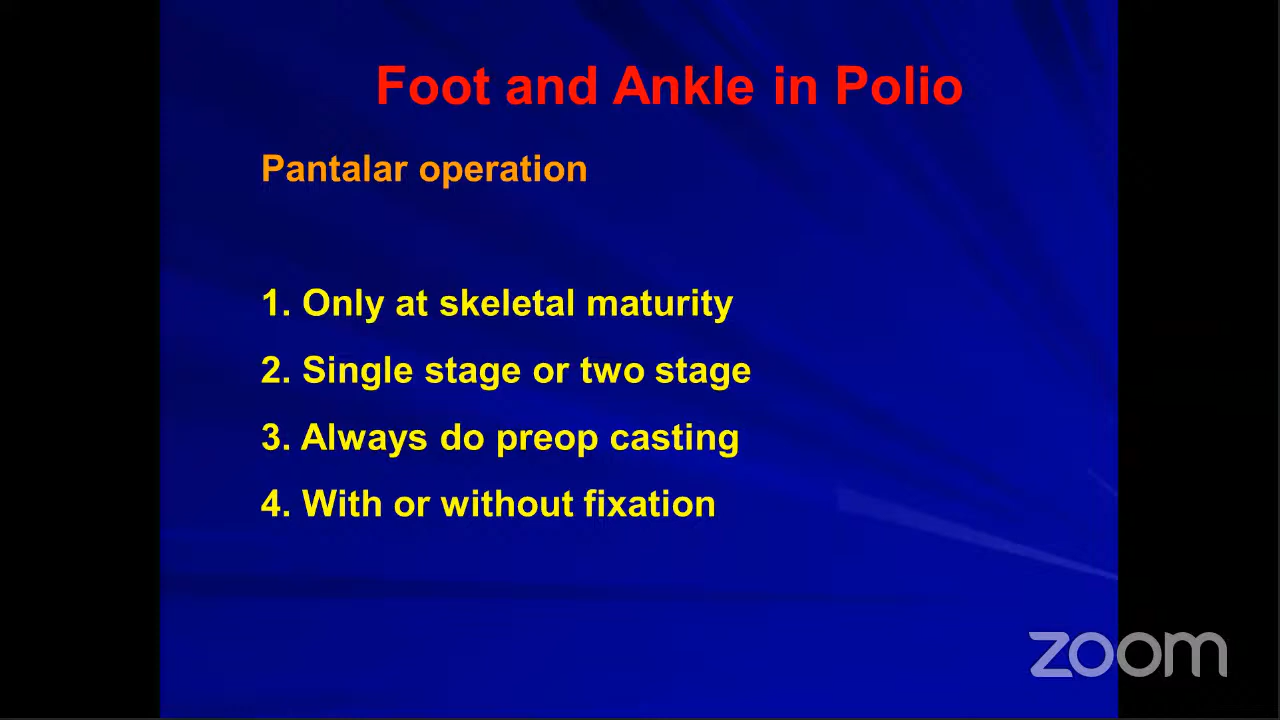 Foot and Ankle in Polio
Pantalar operation
1. Only at skeletal maturity
2. Single stage or two stage
3. Always do preop casting
4. With or without fixation
zoom